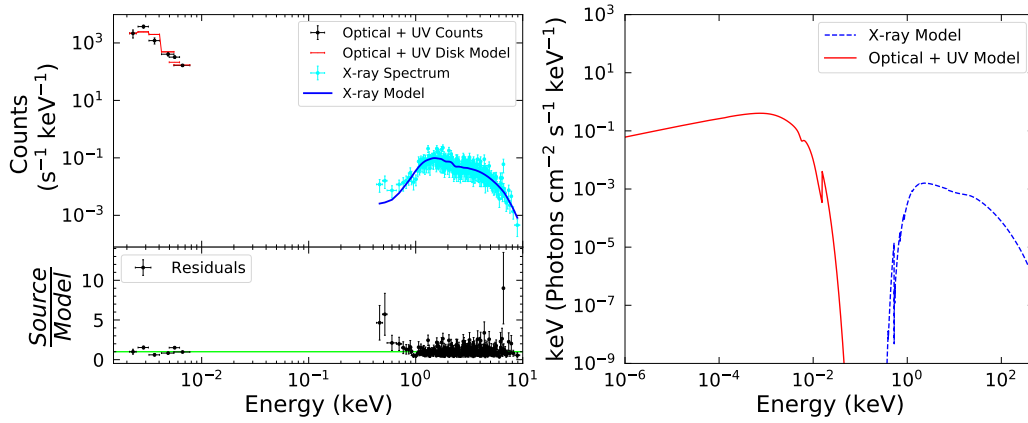 Counts
(s⁻¹ keV⁻¹)
10³
10¹
10⁻¹
10⁻³
Optical + UV Counts
Optical + UV Disk Model
X-ray Spectrum
X-ray Model
Source
Model
10
5
0
Residuals
10⁻²
10⁻¹
10⁰
10¹
Energy (keV)
keV (Photons cm⁻² s⁻¹ keV⁻¹)
10¹
10⁻¹
10⁻³
10⁻⁵
10⁻⁷
10⁻⁹
X-ray Model
Optical + UV Model
10⁻⁶
10⁻⁴
10⁻²
10⁰
10²
Energy (keV)